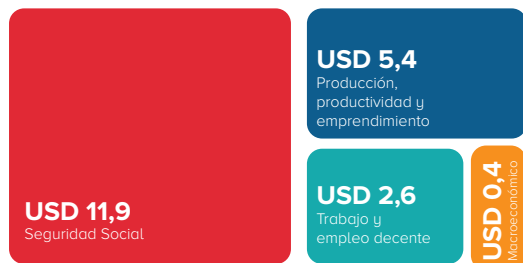 USD 11,9
Seguridad Social
USD 5,4
Producción,
productividad y
emprendimiento
USD 2,6
Trabajo y
empleo decente
USD 0,4
Macroeconómico